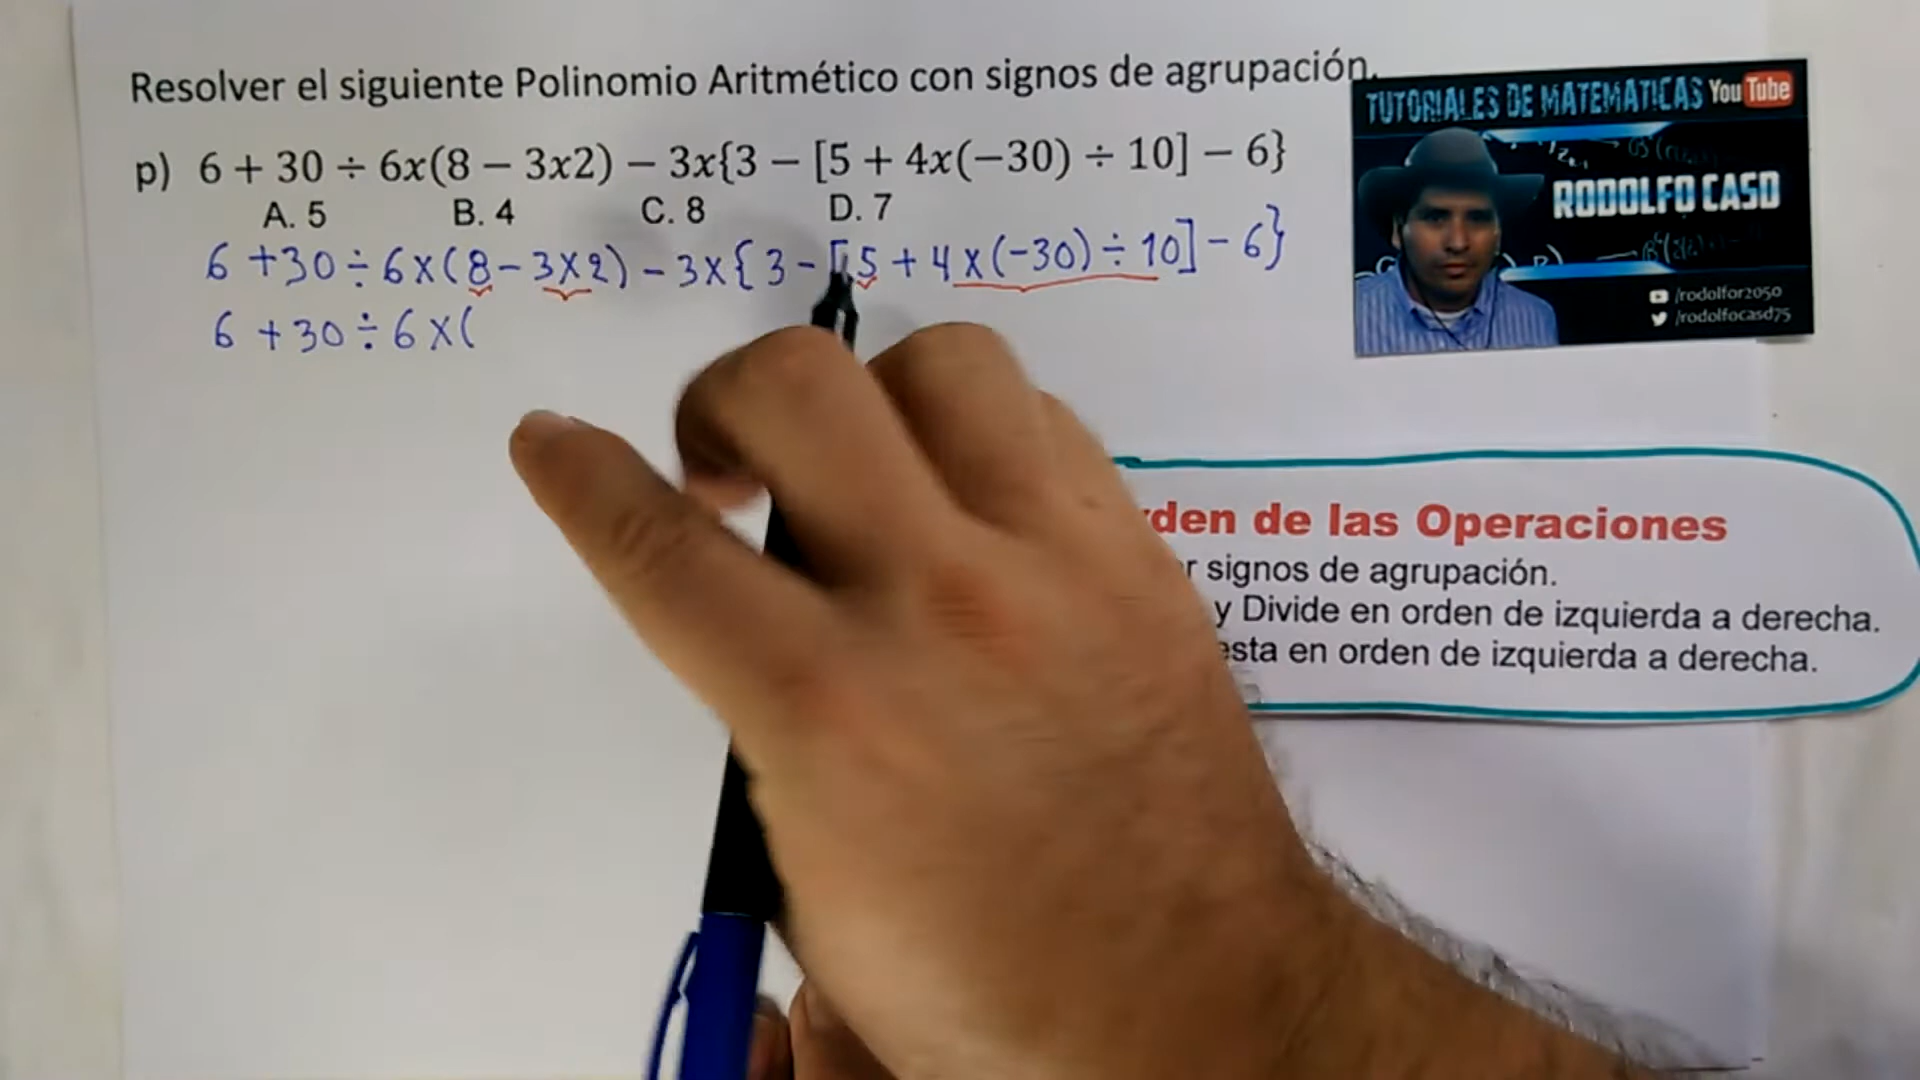 Resolver el siguiente Polinomio Aritmético con signos de agrupación.
p) 6 + 30 ÷ 6x(8 − 3x2) − 3x{3 − [5 + 4x(−30) ÷ 10] − 6}
A. 5 B. 4 C. 8 D. 7
6 + 30 ÷ 6 x ( 8 - 3 x 2 ) - 3 x { 3 - [ 5 + 4 x (-30) ÷ 10 ] - 6 }
6 + 30 ÷ 6 x (
TUTORIALES DE MATEMATICAS YouTube
RODOLFO CASD
/rodolfor2050
/rodolfocasd75
den de las Operaciones
r signos de agrupación.
y Divide en orden de izquierda a derecha.
esta en orden de izquierda a derecha.